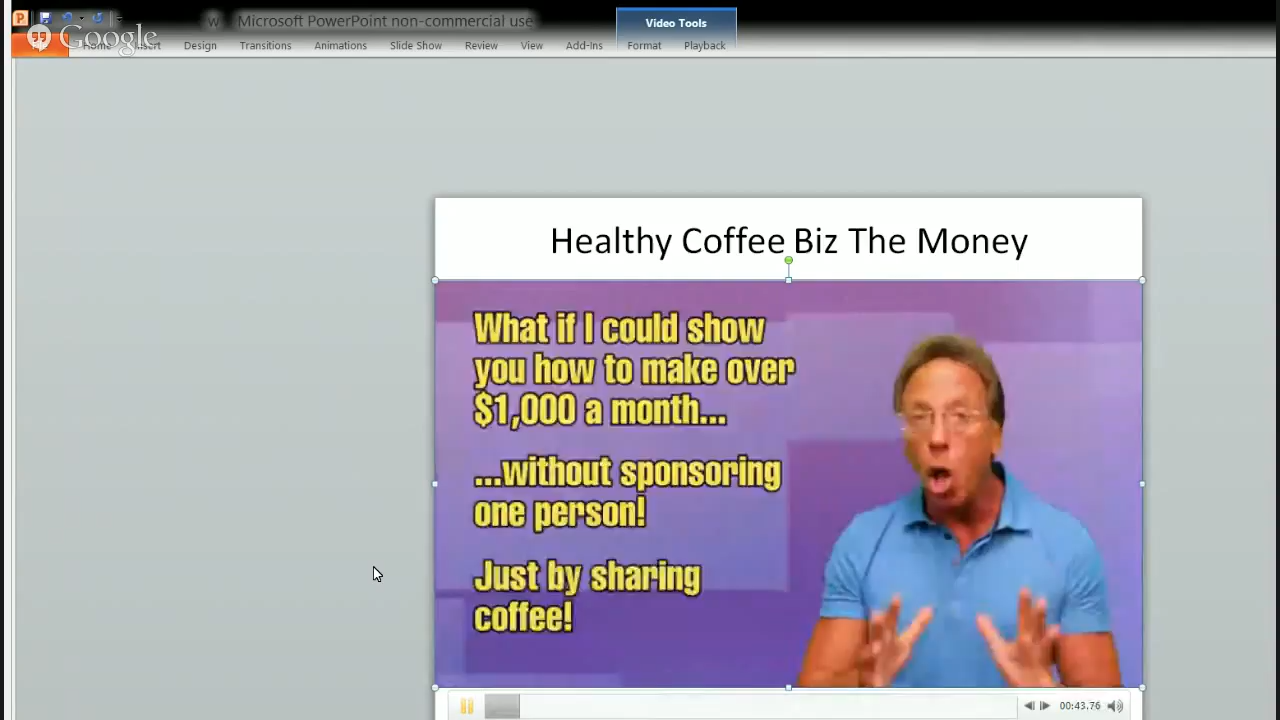 w - Microsoft PowerPoint non-commercial use
Video Tools
Google
Home Insert Design Transitions Animations Slide Show Review View Add-Ins Format Playback
Healthy Coffee Biz The Money
What if I could show
you how to make over
$1,000 a month...
...without sponsoring
one person!
Just by sharing
coffee!
00:43.76